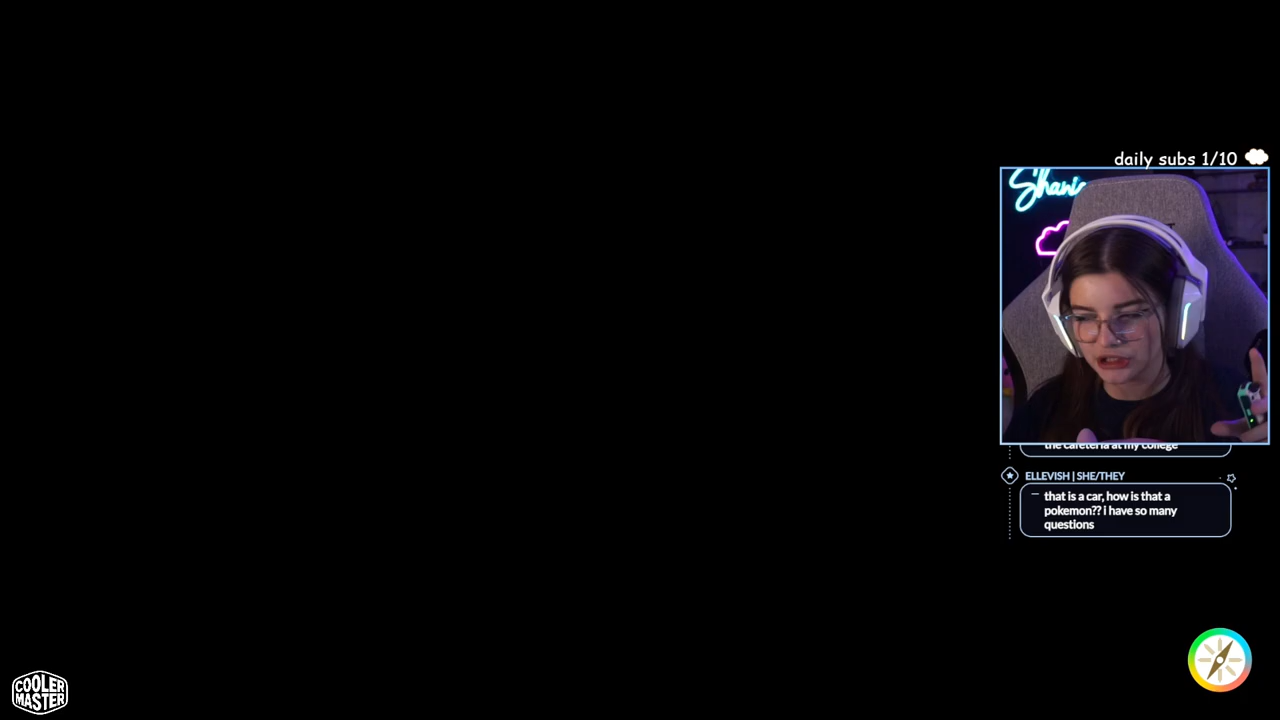 daily subs 1/10
Shani
the cafeteria at my college
ELLEVISH | SHE/THEY
that is a car, how is that a
pokemon?? i have so many
questions
COOLER
MASTER